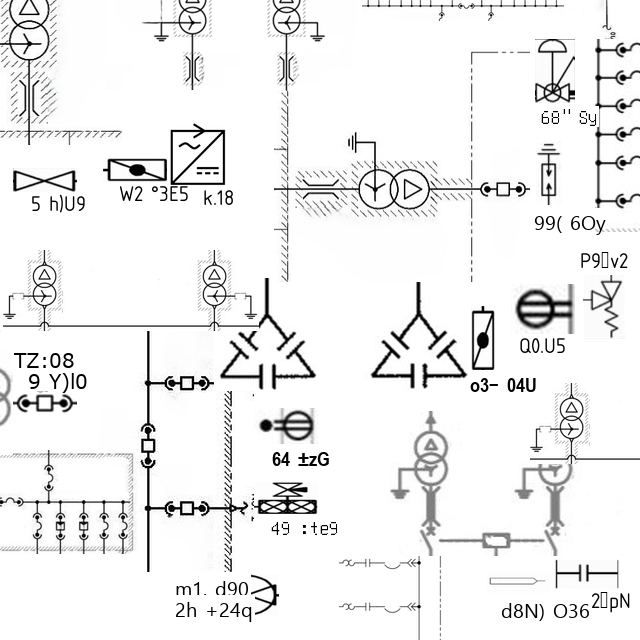 68'' Sy
5 h)U9
W2 °3E5
k.18
99( 6Oy
P9▯v2
Q0.U5
TZ:08
9 Y)I0
o3- 04U
64 ±zG
49 :te9
m1. d90
2h +24q
d8N) O36
2▯pN